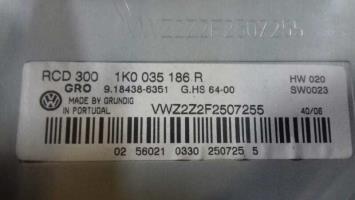 VWZ2Z2F2507255
RCD 300 1K0 035 186 R HW 020
GRO 9.18438-6351 G.HS 64-00 SW0023
MADE BY GRUNDIG
IN PORTUGAL VWZ2Z2F2507255 40/06
02 56021 0330 250725 5